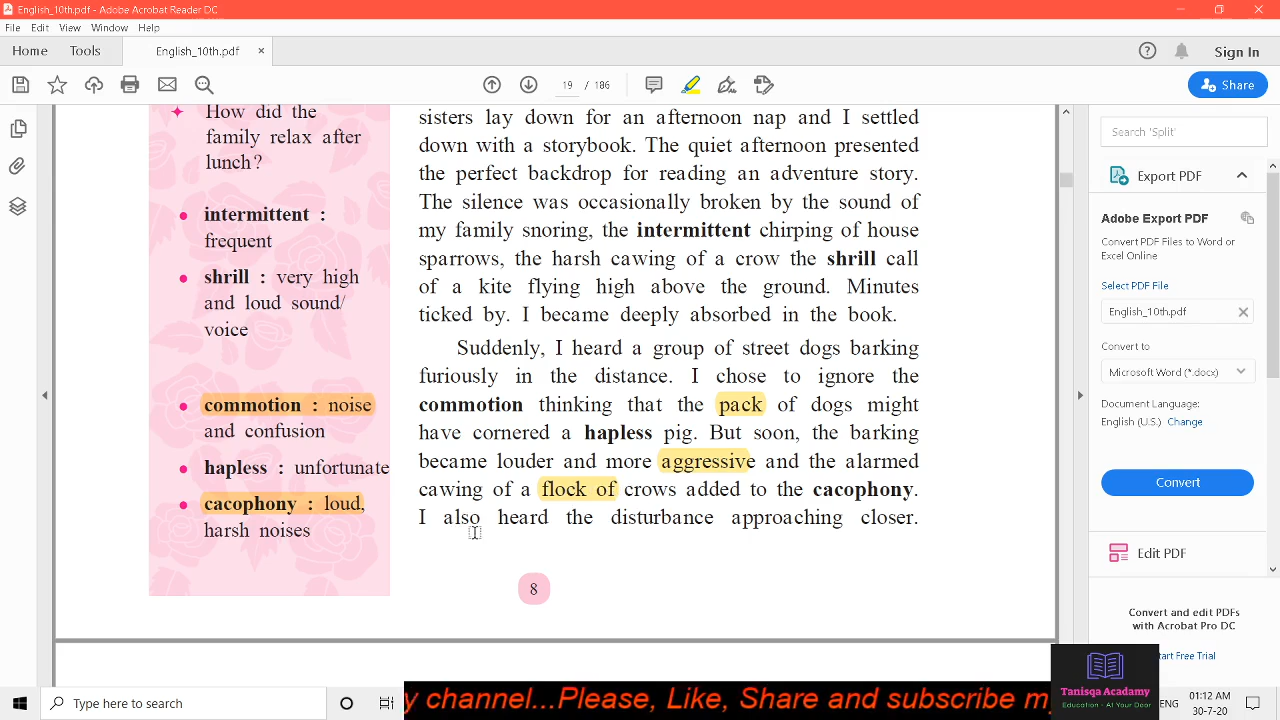 English_10th.pdf - Adobe Acrobat Reader DC
File Edit View Window Help
Home Tools English_10th.pdf × Sign In
19 / 186 Share
How did the
family relax after
lunch?
intermittent :
frequent
shrill : very high
and loud sound/
voice
commotion : noise
and confusion
hapless : unfortunate
cacophony : loud,
harsh noises
sisters lay down for an afternoon nap and I settled
down with a storybook. The quiet afternoon presented
the perfect backdrop for reading an adventure story.
The silence was occasionally broken by the sound of
my family snoring, the intermittent chirping of house
sparrows, the harsh cawing of a crow the shrill call
of a kite flying high above the ground. Minutes
ticked by. I became deeply absorbed in the book.
Suddenly, I heard a group of street dogs barking
furiously in the distance. I chose to ignore the
commotion thinking that the pack of dogs might
have cornered a hapless pig. But soon, the barking
became louder and more aggressive and the alarmed
cawing of a flock of crows added to the cacophony.
I also heard the disturbance approaching closer.
8
Search 'Split'
Export PDF
Adobe Export PDF
Convert PDF Files to Word or
Excel Online
Select PDF File
English_10th.pdf
Convert to
Microsoft Word (*.docx)
Document Language:
English (U.S.) Change
Convert
Edit PDF
Convert and edit PDFs
with Acrobat Pro DC
Start Free Trial
Tanisqa Acadamy
Education - At Your Door
Type here to search
y channel...Please, Like, Share and subscribe my
ENG
01:12 AM
30-7-20